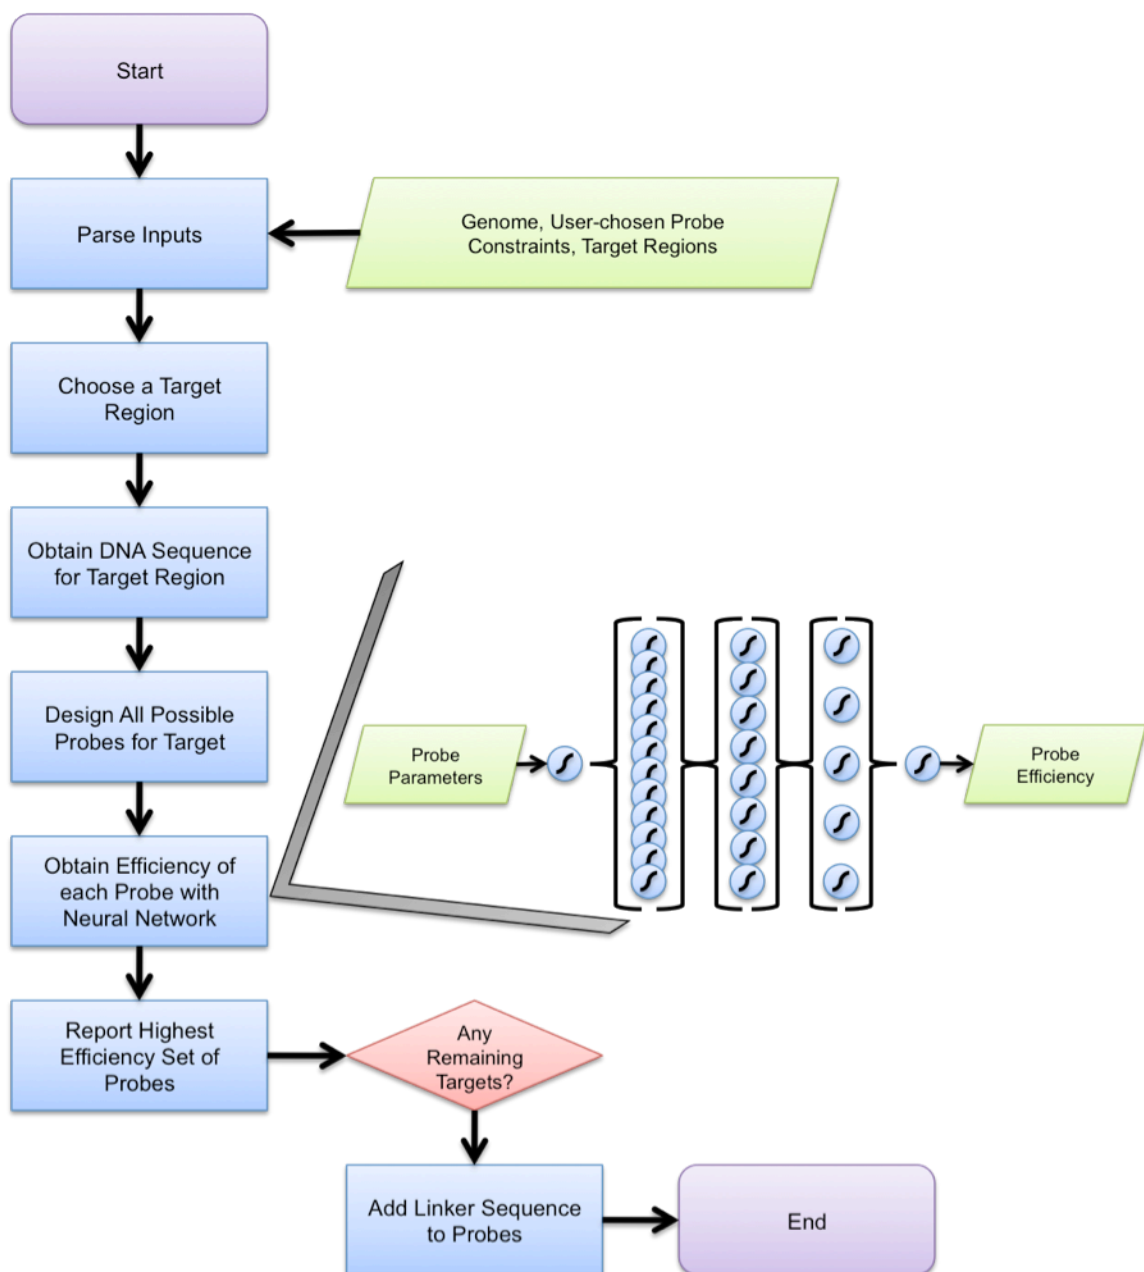 Start
Parse Inputs
Genome, User-chosen Probe
Constraints, Target Regions
Choose a Target
Region
Obtain DNA Sequence
for Target Region
Design All Possible
Probes for Target
Probe
Parameters
Probe
Efficiency
Obtain Efficiency of
each Probe with
Neural Network
Report Highest
Efficiency Set of
Probes
Any
Remaining
Targets?
Add Linker Sequence
to Probes
End